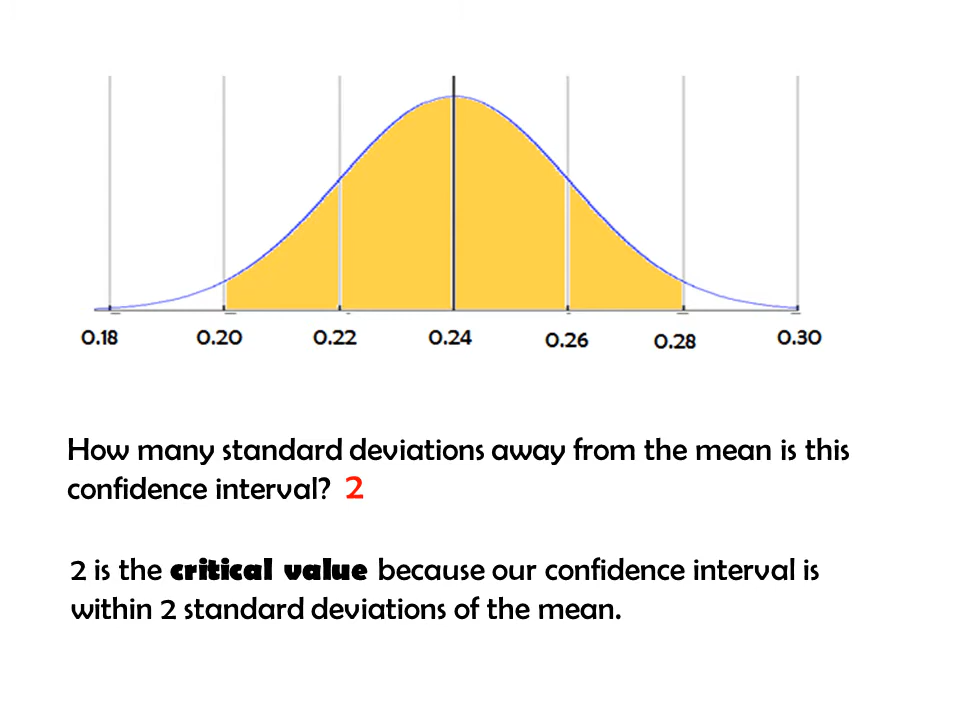 0.18 0.20 0.22 0.24 0.26 0.28 0.30
How many standard deviations away from the mean is this
confidence interval? 2
2 is the critical value because our confidence interval is
within 2 standard deviations of the mean.